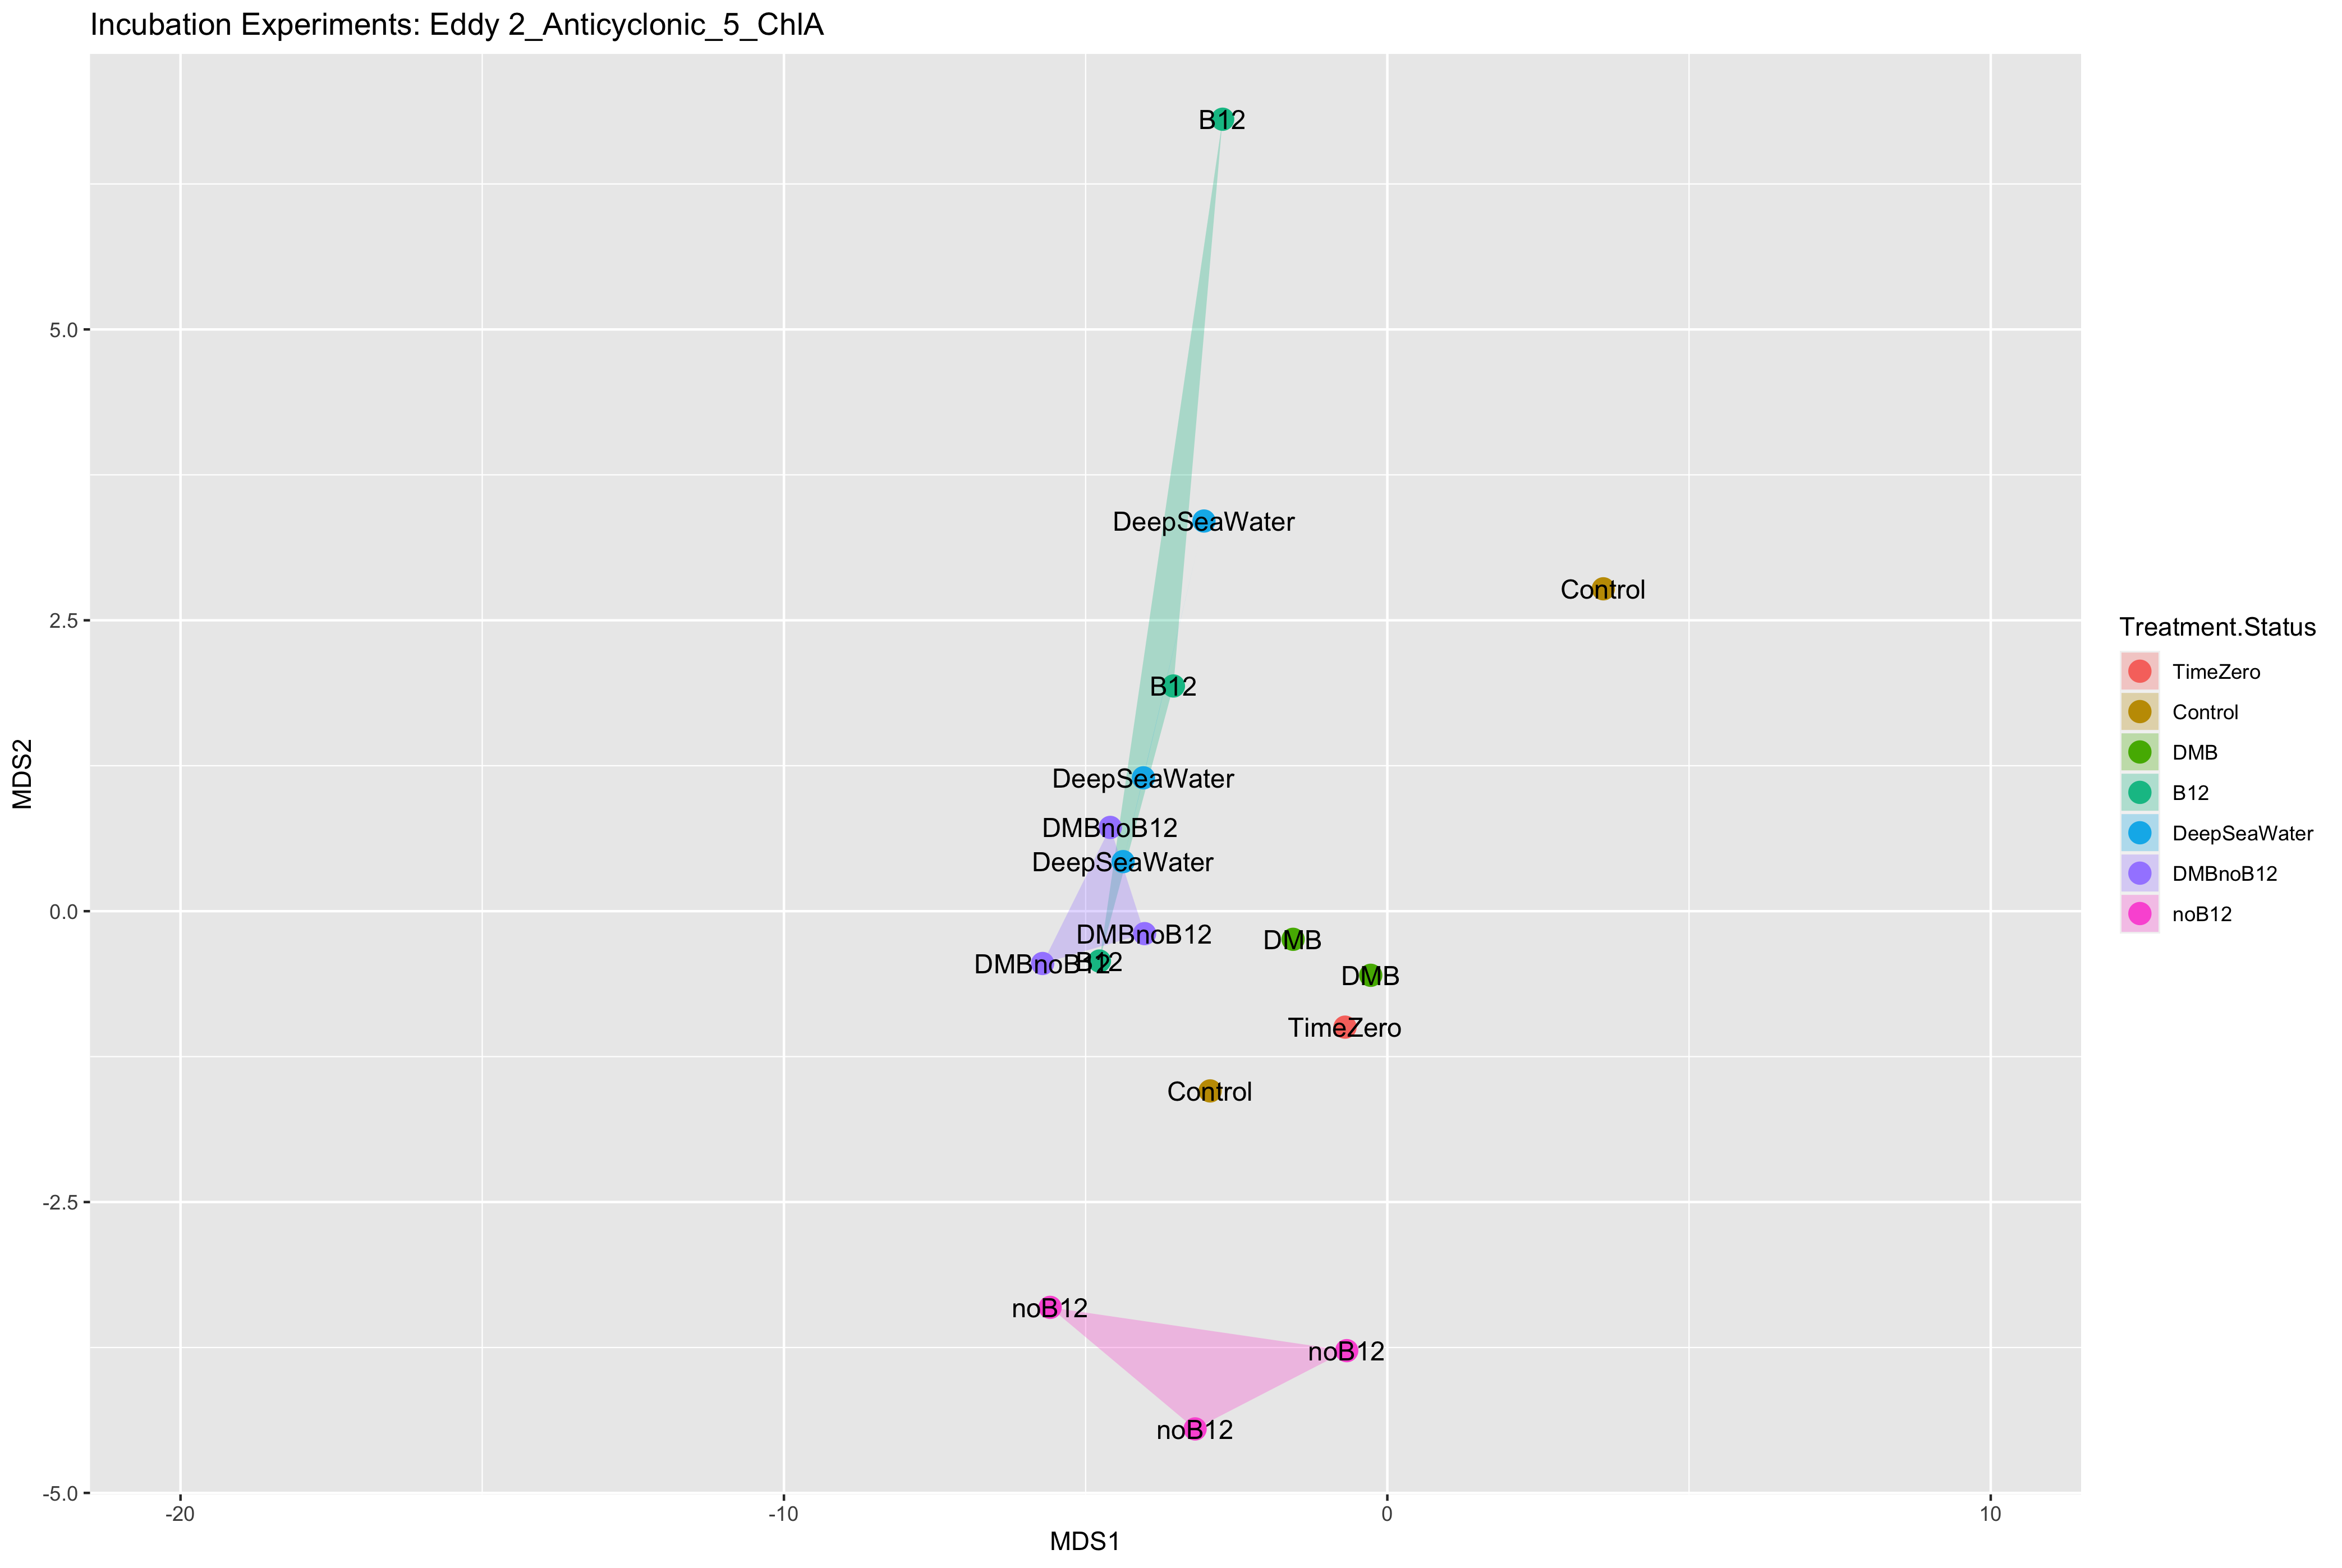 Incubation Experiments: Eddy 2_Anticyclonic_5_ChlA
B12
5.0
DeepSeaWater
Control
2.5
B12
DeepSeaWater
DMBnoB12
DeepSeaWater
0.0
DMBnoB12
DMB
DMBnoB12
B12
DMB
TimeZero
Control
-2.5
noB12
noB12
noB12
-5.0
-20
-10
0
10
MDS1
MDS2
Treatment.Status
TimeZero
Control
DMB
B12
DeepSeaWater
DMBnoB12
noB12